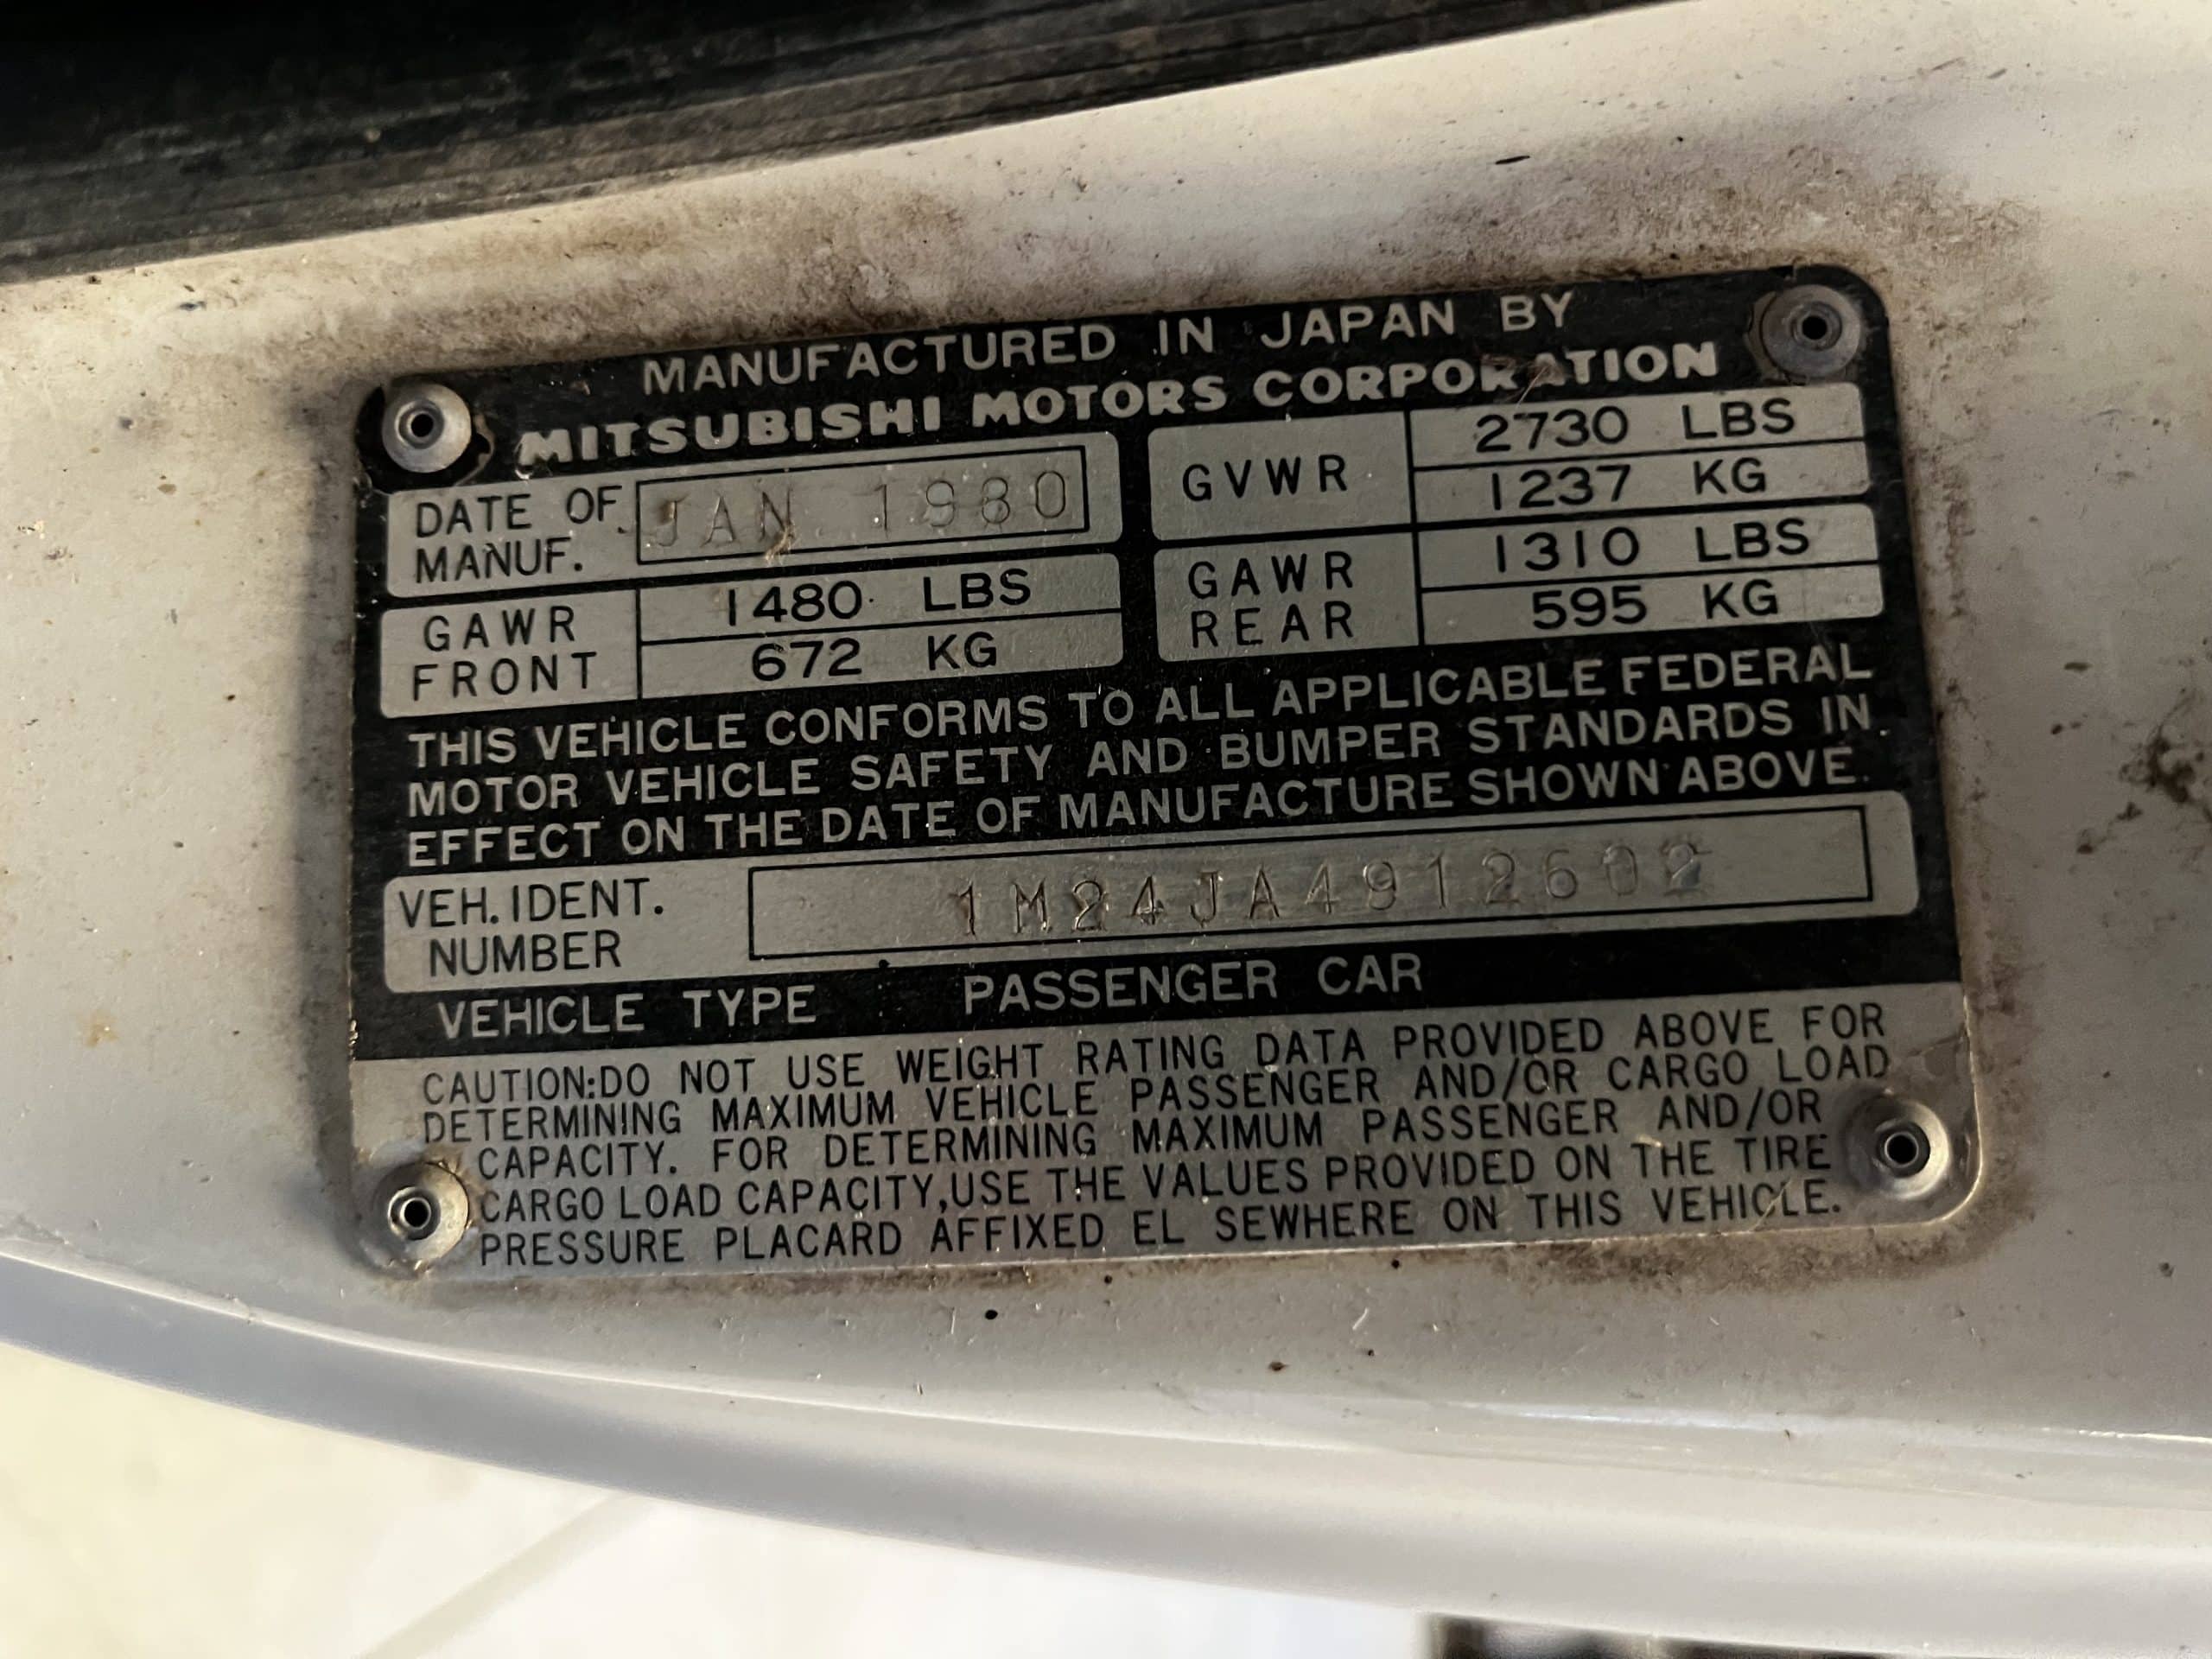 MANUFACTURED IN JAPAN BY
MITSUBISHI MOTORS CORPORATION
DATE OF MANUF. JAN 1980
GVWR 2730 LBS 1237 KG
GAWR FRONT 1480 LBS 672 KG
GAWR REAR 1310 LBS 595 KG
THIS VEHICLE CONFORMS TO ALL APPLICABLE FEDERAL
MOTOR VEHICLE SAFETY AND BUMPER STANDARDS IN
EFFECT ON THE DATE OF MANUFACTURE SHOWN ABOVE.
VEH. IDENT. NUMBER 1M24JA4912602
VEHICLE TYPE : PASSENGER CAR
CAUTION:DO NOT USE WEIGHT RATING DATA PROVIDED ABOVE FOR
DETERMINING MAXIMUM VEHICLE PASSENGER AND/OR CARGO LOAD
CAPACITY. FOR DETERMINING MAXIMUM PASSENGER AND/OR
CARGO LOAD CAPACITY,USE THE VALUES PROVIDED ON THE TIRE
PRESSURE PLACARD AFFIXED EL SEWHERE ON THIS VEHICLE.